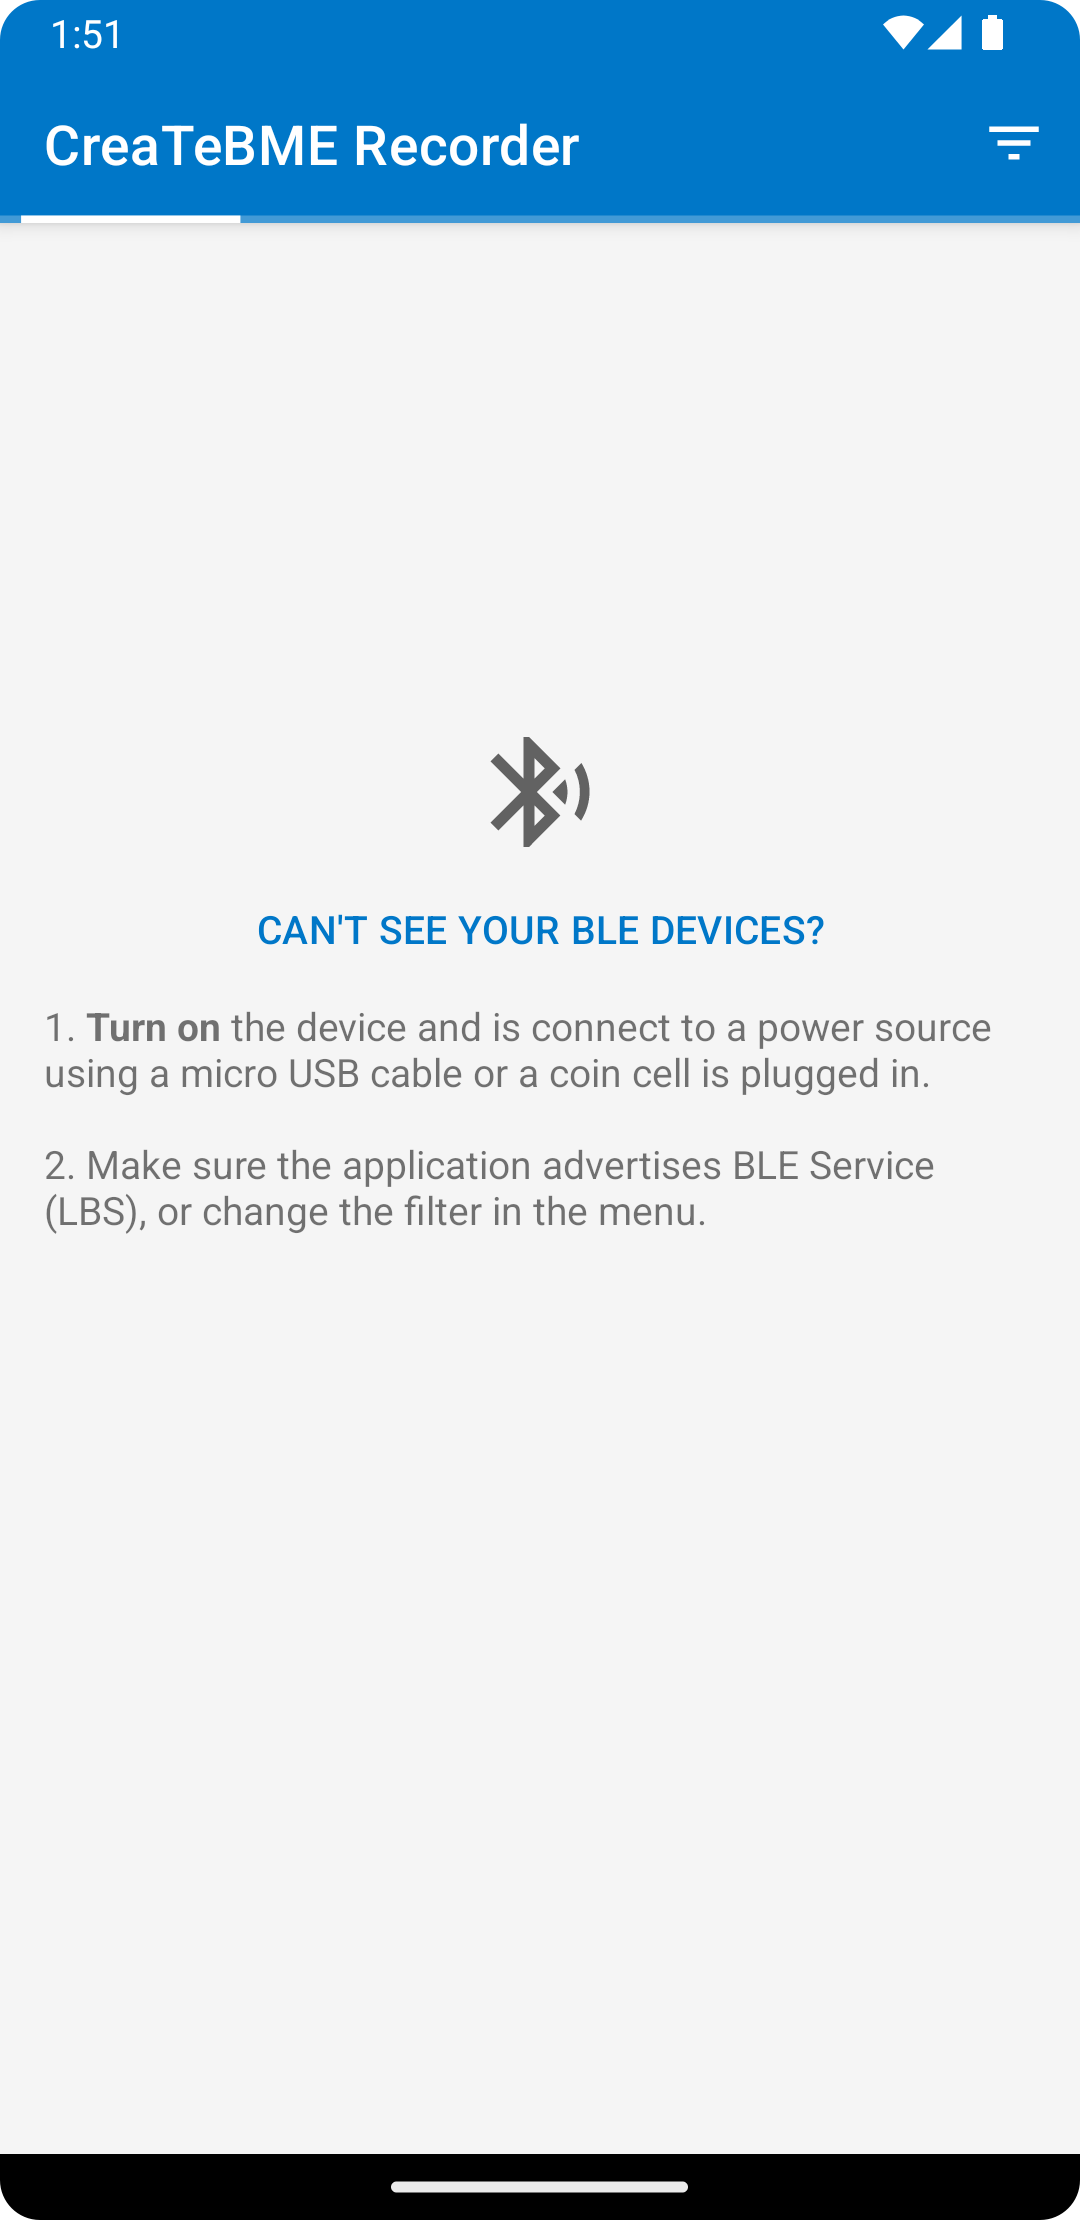 1:51
CreaTeBME Recorder
CAN'T SEE YOUR BLE DEVICES?
1. Turn on the device and is connect to a power source
using a micro USB cable or a coin cell is plugged in.
2. Make sure the application advertises BLE Service
(LBS), or change the filter in the menu.